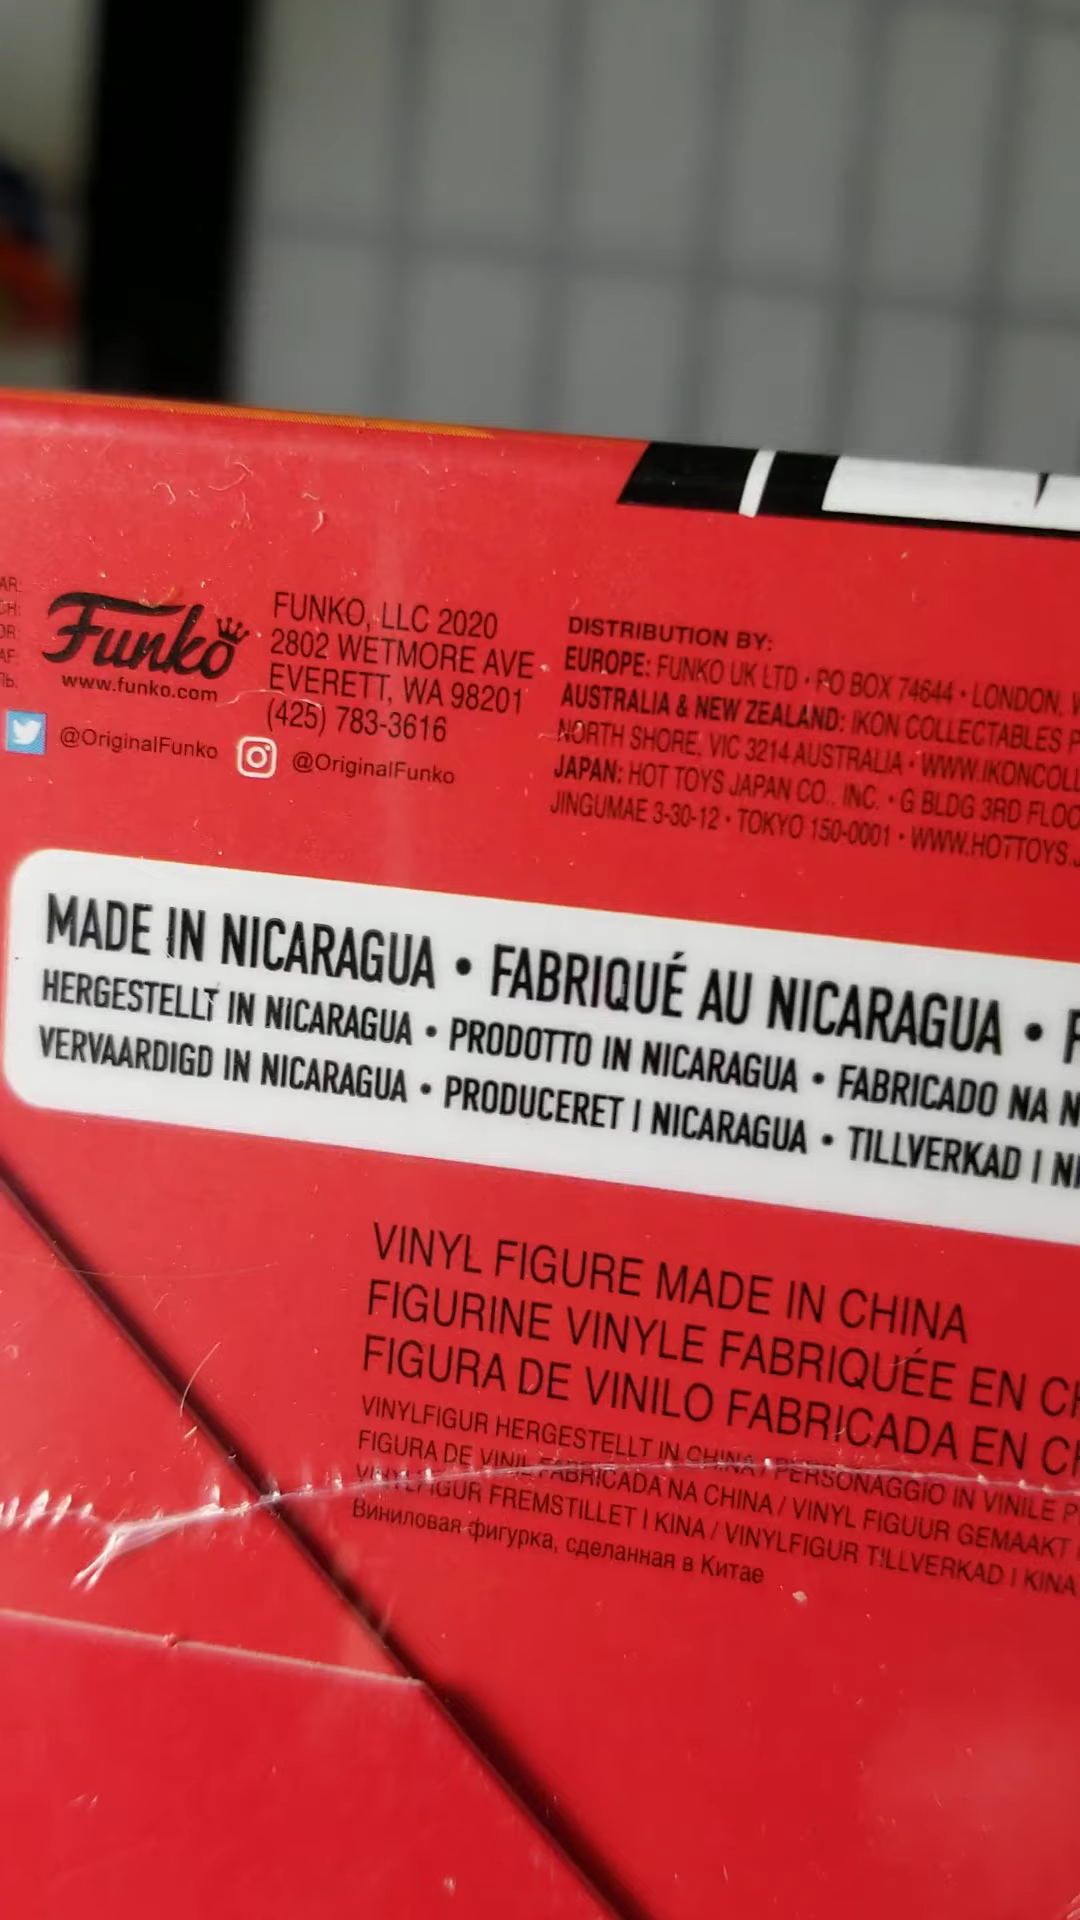 AR:
Funko
www.funko.com
@OriginalFunko
@OriginalFunko
FUNKO, LLC 2020
2802 WETMORE AVE
EVERETT, WA 98201
(425) 783-3616
DISTRIBUTION BY:
EUROPE: FUNKO UK LTD • PO BOX 74644 • LONDON,
AUSTRALIA & NEW ZEALAND: IKON COLLECTABLES
NORTH SHORE, VIC 3214 AUSTRALIA • WWW.IKONCOLL
JAPAN: HOT TOYS JAPAN CO., INC. • G BLDG 3RD FLOO
JINGUMAE 3-30-12 • TOKYO 150-0001 • WWW.HOTTOYS.
MADE IN NICARAGUA • FABRIQUÉ AU NICARAGUA •
HERGESTELLT IN NICARAGUA • PRODOTTO IN NICARAGUA • FABRICADO NA N
VERVAARDIGD IN NICARAGUA • PRODUCERET I NICARAGUA • TILLVERKAD I NI
VINYL FIGURE MADE IN CHINA
FIGURINE VINYLE FABRIQUÉE EN CH
FIGURA DE VINILO FABRICADA EN CH
VINYLFIGUR HERGESTELLT IN CHINA / PERSONAGGIO IN VINILE P
FIGURA DE VINIL FABRICADA NA CHINA / VINYL FIGUUR GEMAAKT
VINYLFIGUR FREMSTILLET I KINA / VINYLFIGUR TILLVERKAD I KINA
Виниловая фигурка, сделанная в Китае